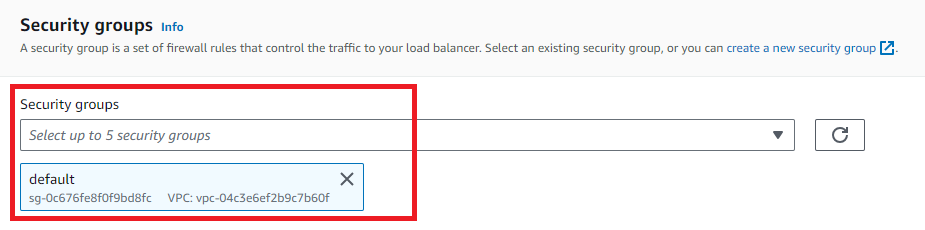 Security groups Info
A security group is a set of firewall rules that control the traffic to your load balancer. Select an existing security group, or you can create a new security group.
Security groups
Select up to 5 security groups
default
sg-0c676fe8f0f9bd8fc VPC: vpc-04c3e6ef2b9c7b60f